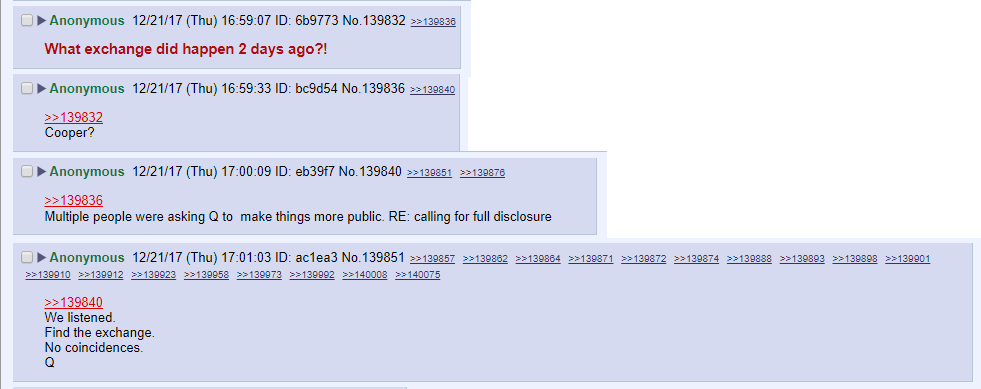 Anonymous 12/21/17 (Thu) 16:59:07 ID: 6b9773 No.139832 >>139836
What exchange did happen 2 days ago?!
Anonymous 12/21/17 (Thu) 16:59:33 ID: bc9d54 No.139836 >>139840
>>139832
Cooper?
Anonymous 12/21/17 (Thu) 17:00:09 ID: eb39f7 No.139840 >>139851 >>139876
>>139836
Multiple people were asking Q to make things more public. RE: calling for full disclosure
Anonymous 12/21/17 (Thu) 17:01:03 ID: ac1ea3 No.139851 >>139857 >>139862 >>139864 >>139871 >>139872 >>139874 >>139888 >>139893 >>139898 >>139901
>>139910 >>139912 >>139923 >>139958 >>139973 >>139992 >>140008 >>140075
>>139840
We listened.
Find the exchange.
No coincidences.
Q